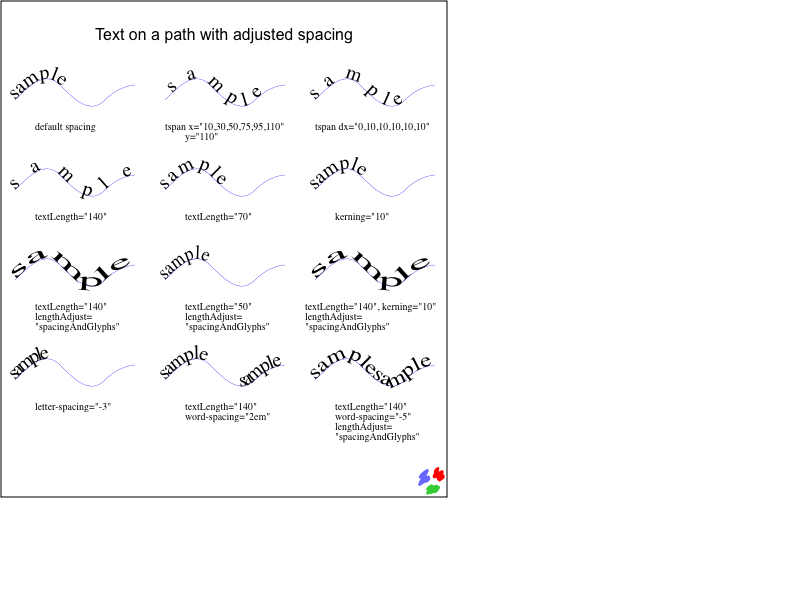 Text on a path with adjusted spacing
sample
s a m p l e
s a m p l e
default spacing
tspan x="10,30,50,75,95,110"
y="110"
tspan dx="0,10,10,10,10,10"
s a m p l e
sample
sample
textLength="140"
textLength="70"
kerning="10"
sample
sample
sample
textLength="140"
lengthAdjust=
"spacingAndGlyphs"
textLength="50"
lengthAdjust=
"spacingAndGlyphs"
textLength="140", kerning="10"
lengthAdjust=
"spacingAndGlyphs"
sample
sample sample
samplesample
letter-spacing="-3"
textLength="140"
word-spacing="2em"
textLength="140"
word-spacing="-5"
lengthAdjust=
"spacingAndGlyphs"